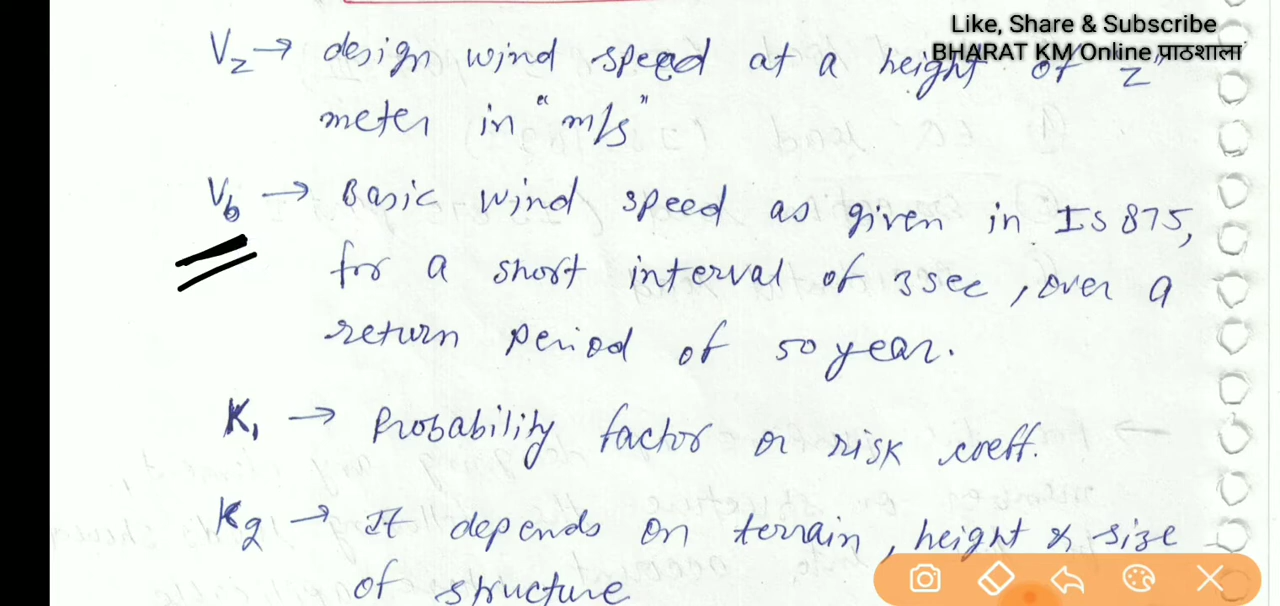 Like, Share & Subscribe
BHARAT KM Online पाठशाला
Vz → design wind speed at a height of z"
meter in "m/s"
Vb → Basic wind speed as given in IS 875,
for a short interval of 3 sec, over a
return period of 50 year.
K1 → Probability factor or risk coeff.
K2 → It depends on terrain, height & size
of structure